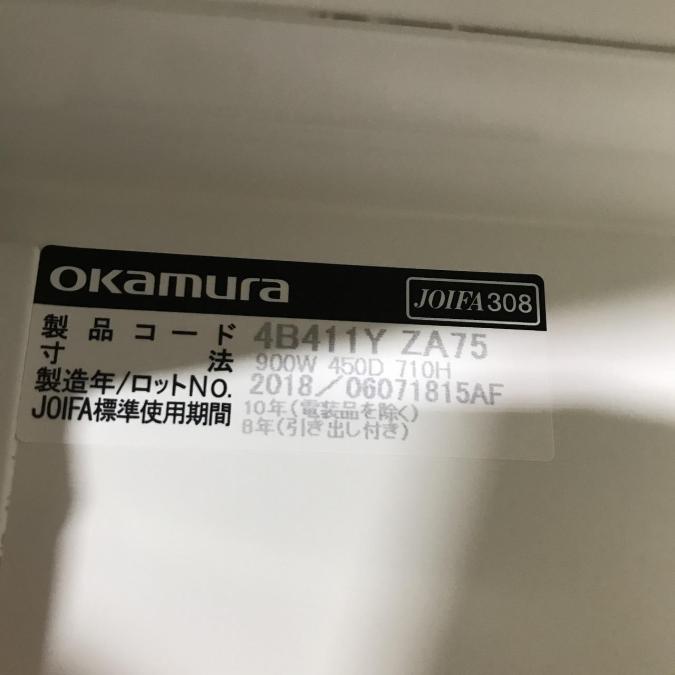 okamura
JOIFA308
製品コード 4B411Y ZA75
寸法 900W 450D 710H
製造年/ロットNo. 2018/06071815AF
JOIFA標準使用期間 10年(電装品を除く)
8年(引き出し付き)